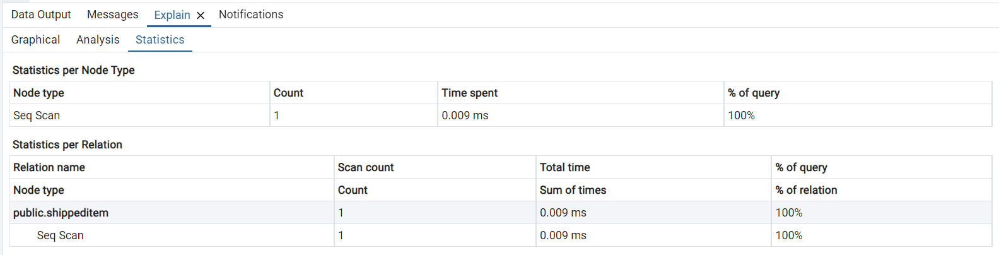 Data Output Messages Explain × Notifications
Graphical Analysis Statistics
Statistics per Node Type
Node type Count Time spent % of query
Seq Scan 1 0.009 ms 100%
Statistics per Relation
Relation name Scan count Total time % of query
Node type Count Sum of times % of relation
public.shippeditem 1 0.009 ms 100%
Seq Scan 1 0.009 ms 100%